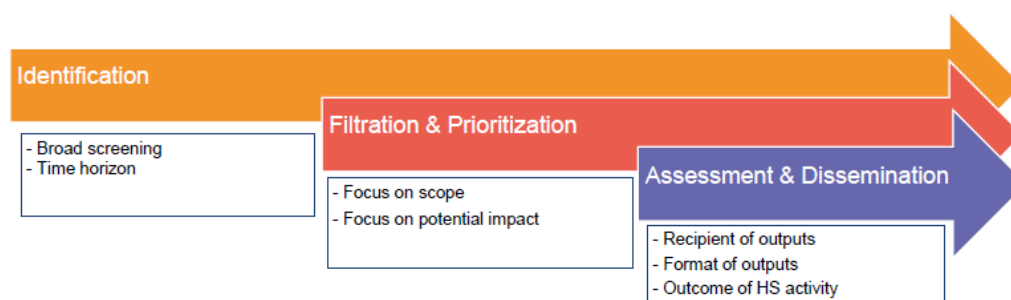 Identification
- Broad screening
- Time horizon
Filtration & Prioritization
- Focus on scope
- Focus on potential impact
Assessment & Dissemination
- Recipient of outputs
- Format of outputs
- Outcome of HS activity